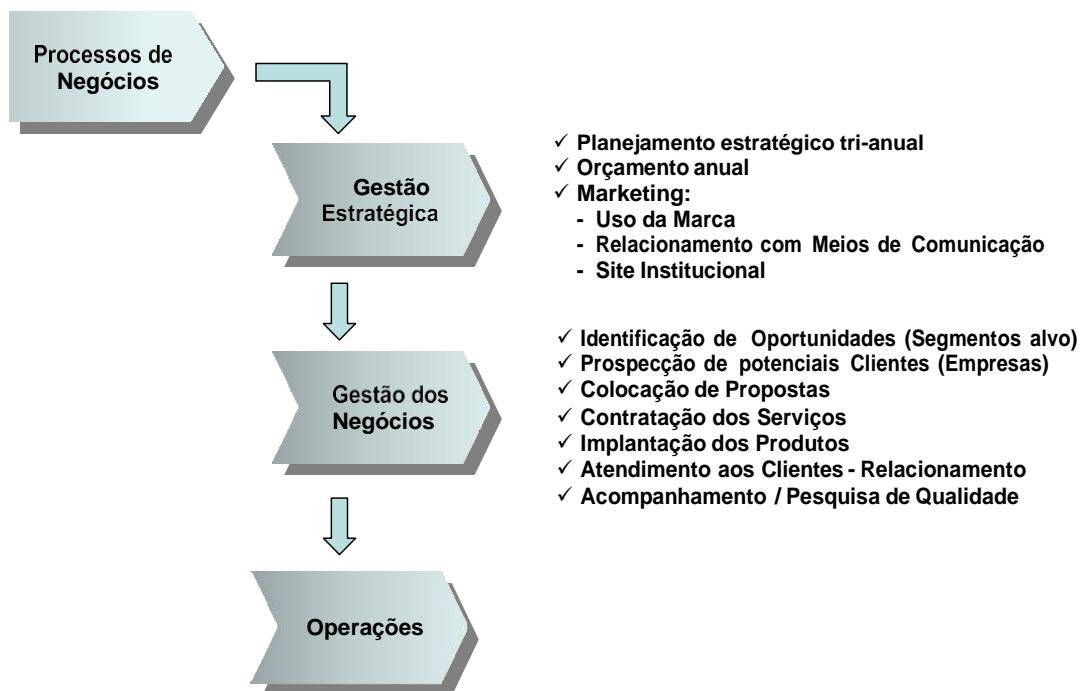 Processos de
Negócios
Gestão
Estratégica
✓ Planejamento estratégico tri-anual
✓ Orçamento anual
✓ Marketing:
- Uso da Marca
- Relacionamento com Meios de Comunicação
- Site Institucional
Gestão dos
Negócios
✓ Identificação de Oportunidades (Segmentos alvo)
✓ Prospecção de potenciais Clientes (Empresas)
✓ Colocação de Propostas
✓ Contratação dos Serviços
✓ Implantação dos Produtos
✓ Atendimento aos Clientes - Relacionamento
✓ Acompanhamento / Pesquisa de Qualidade
Operações